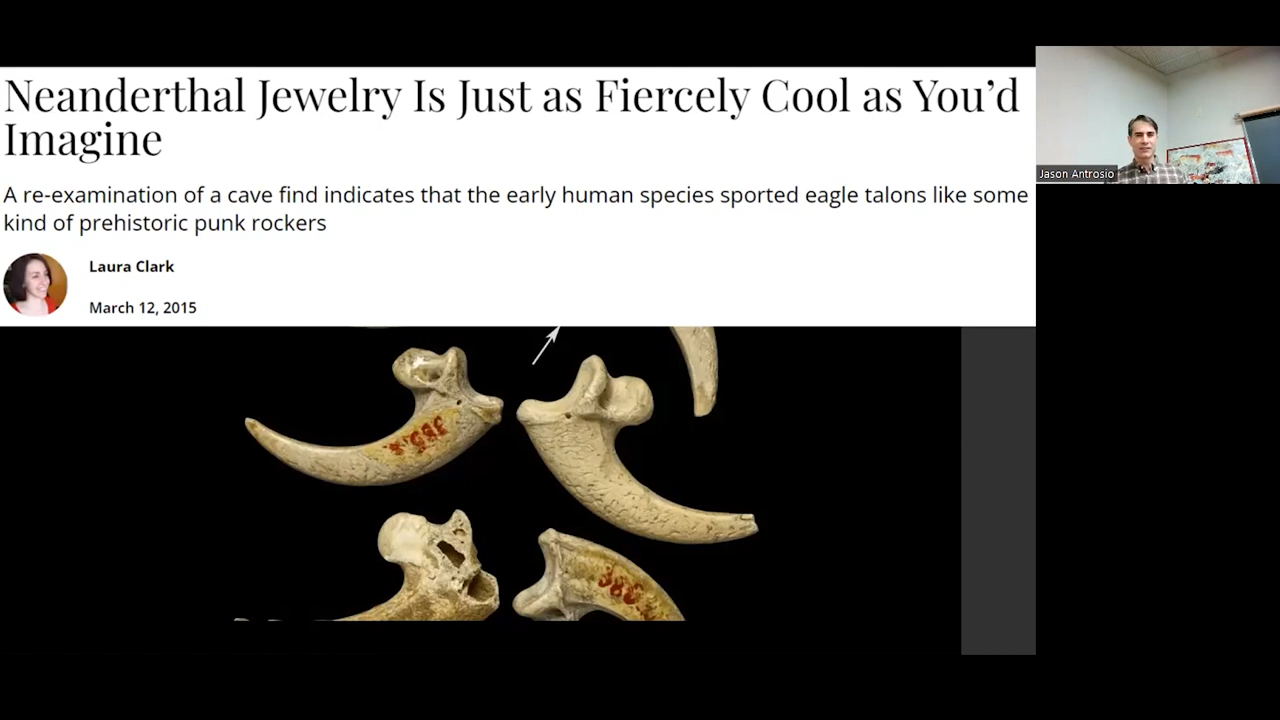 Neanderthal Jewelry Is Just as Fiercely Cool as You’d
Imagine
A re-examination of a cave find indicates that the early human species sported eagle talons like some
kind of prehistoric punk rockers
Laura Clark
March 12, 2015
Jason Antrosio